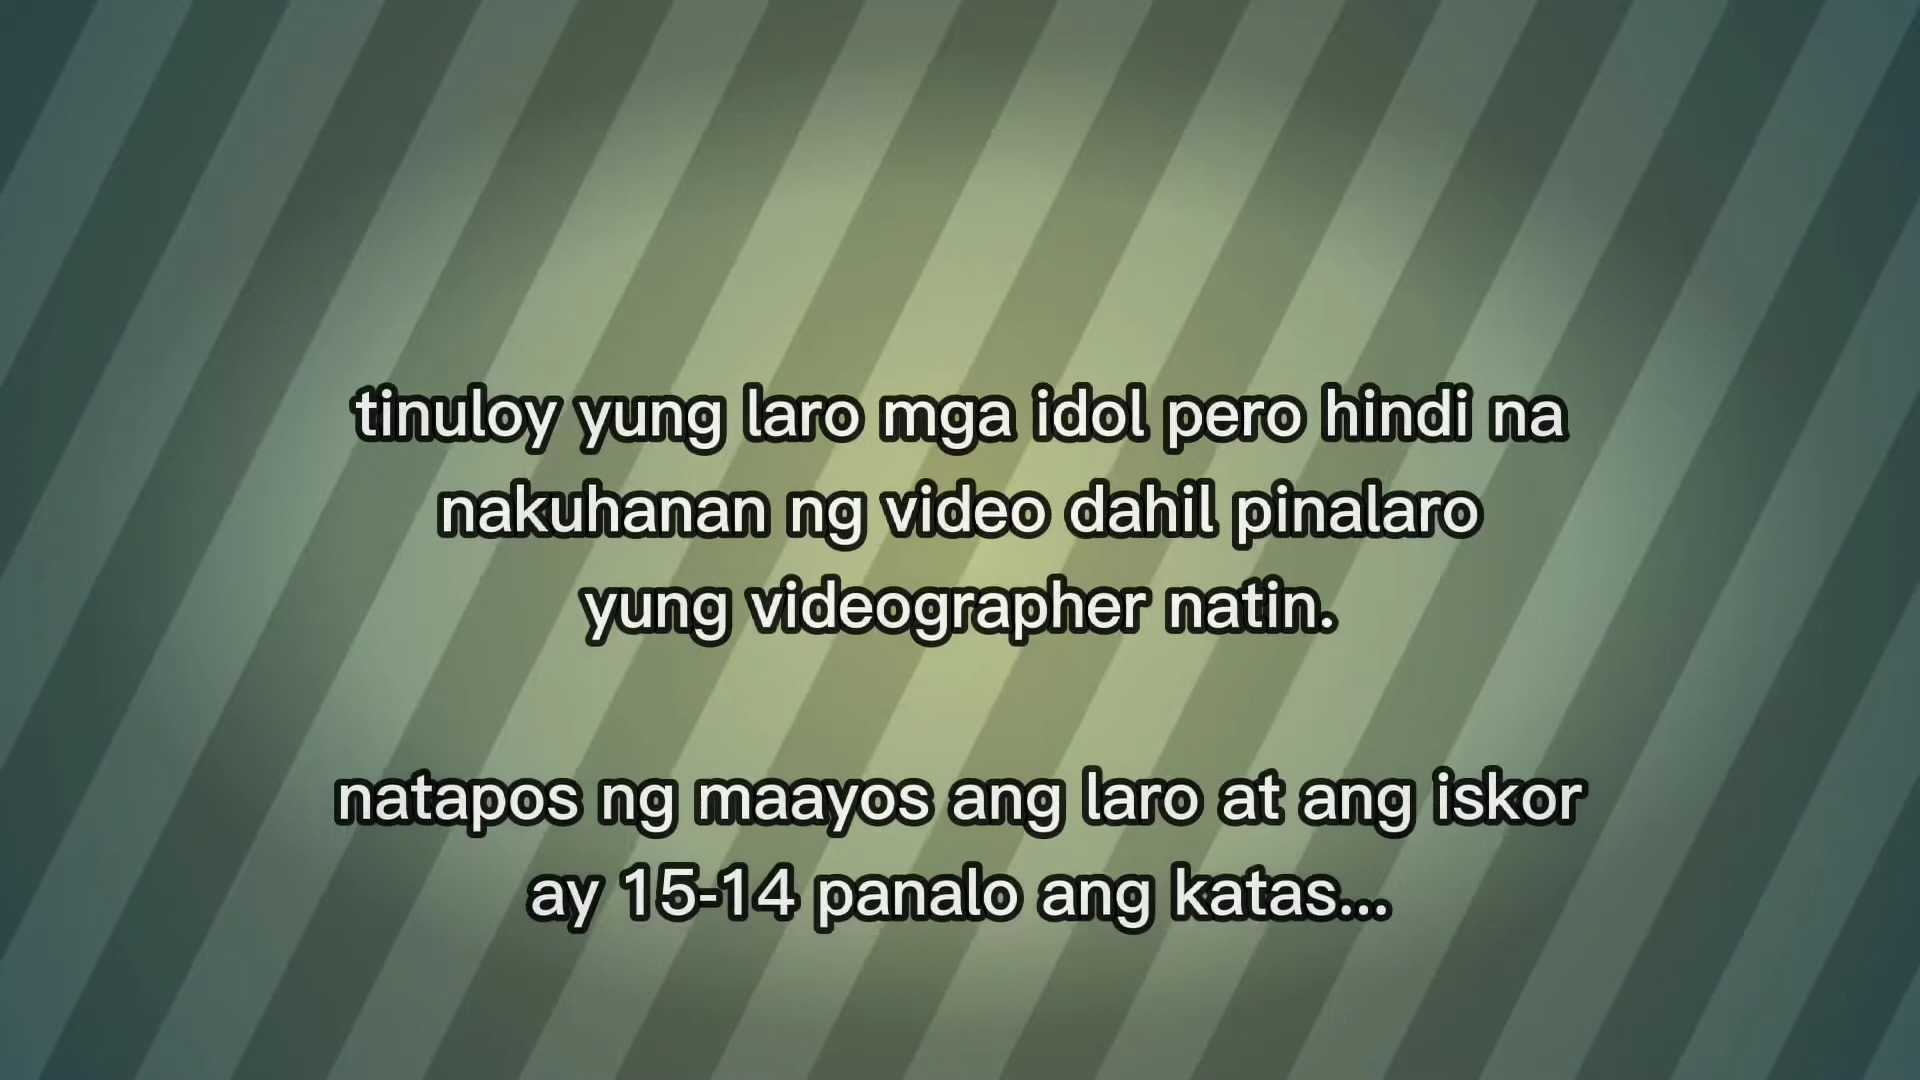 tinuloy yung laro mga idol pero hindi na
nakuhanan ng video dahil pinalaro
yung videographer natin.
natapos ng maayos ang laro at ang iskor
ay 15-14 panalo ang katas...